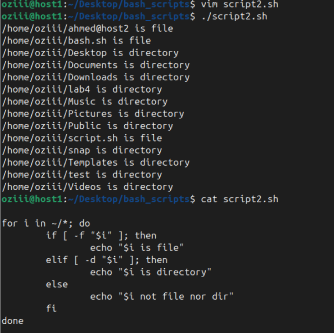 oziii@host1:~/Desktop/bash_scripts$ vim script2.sh
oziii@host1:~/Desktop/bash_scripts$ ./script2.sh
/home/oziii/ahmed@host2 is file
/home/oziii/bash.sh is file
/home/oziii/Desktop is directory
/home/oziii/Documents is directory
/home/oziii/Downloads is directory
/home/oziii/lab4 is directory
/home/oziii/Music is directory
/home/oziii/Pictures is directory
/home/oziii/Public is directory
/home/oziii/script.sh is file
/home/oziii/snap is directory
/home/oziii/Templates is directory
/home/oziii/test is directory
/home/oziii/Videos is directory
oziii@host1:~/Desktop/bash_scripts$ cat script2.sh

for i in ~/*; do
        if [ -f "$i" ]; then
                echo "$i is file"
        elif [ -d "$i" ]; then
                echo "$i is directory"
        else
                echo "$i not file nor dir"
        fi
done